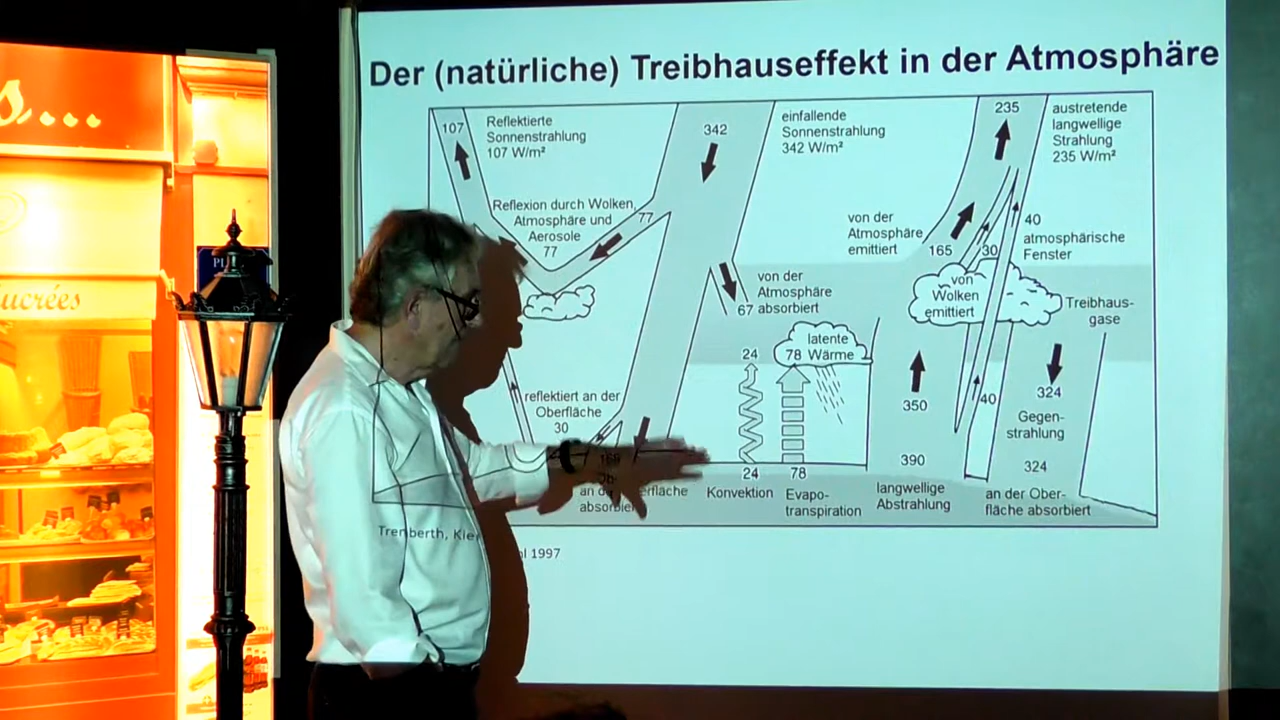 Der (natürliche) Treibhauseffekt in der Atmosphäre
107
Reflektierte
Sonnenstrahlung
107 W/m²
342
einfallende
Sonnenstrahlung
342 W/m²
235
austretende
langwellige
Strahlung
235 W/m²
Reflexion durch Wolken,
Atmosphäre und
Aerosole
77
77
von der
Atmosphäre
emittiert
165
30
40
atmosphärische
Fenster
von der
Atmosphäre
absorbiert
67
von
Wolken
emittiert
Treibhaus-
gase
latente
Wärme
78
24
350
40
324
Gegen-
strahlung
reflektiert an der
Oberfläche
30
168
absorbiert
24
Konvektion
78
Evapo-
transpiration
390
langwellige
Abstrahlung
324
an der Ober-
fläche absorbiert
Trenberth,
1997
ucrées
s...